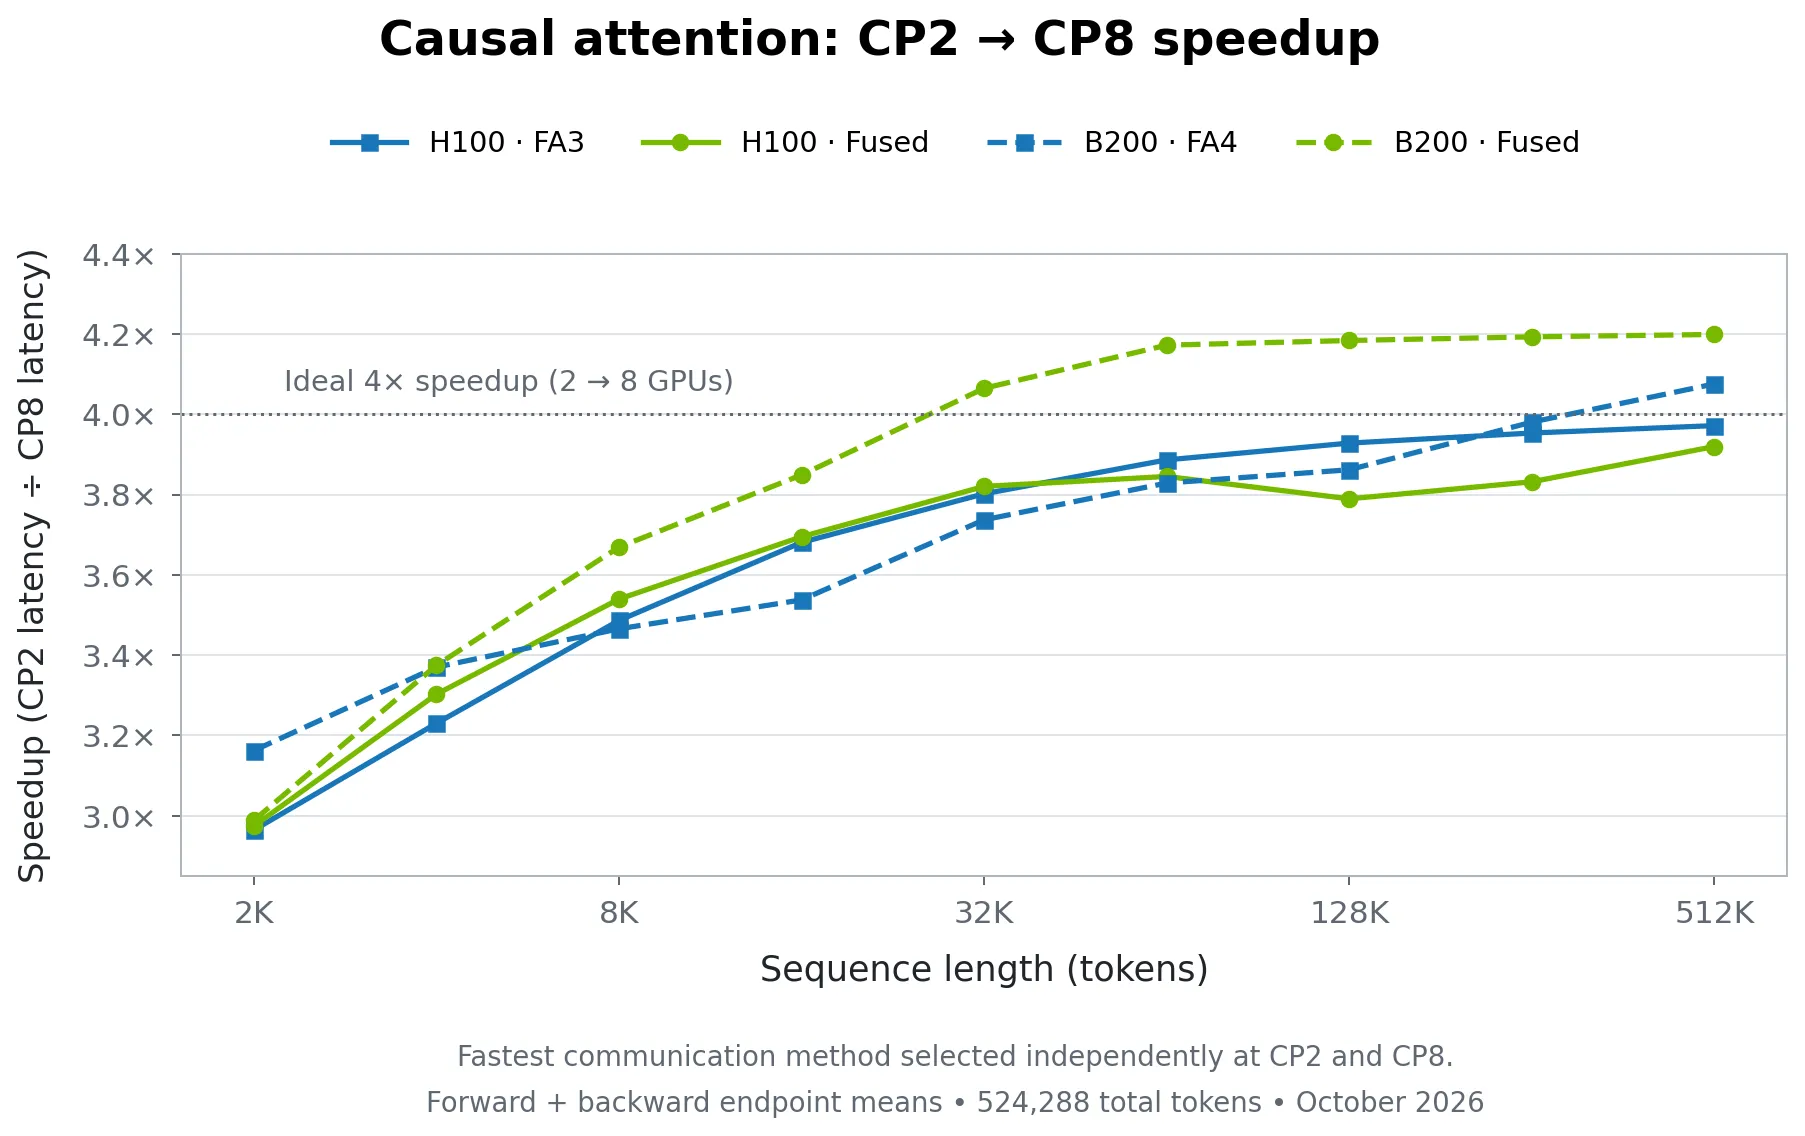 Causal attention: CP2 → CP8 speedup
H100 · FA3
H100 · Fused
B200 · FA4
B200 · Fused
Speedup (CP2 latency ÷ CP8 latency)
4.4×
4.2×
Ideal 4× speedup (2 → 8 GPUs)
4.0×
3.8×
3.6×
3.4×
3.2×
3.0×
2K
8K
32K
128K
512K
Sequence length (tokens)
Fastest communication method selected independently at CP2 and CP8.
Forward + backward endpoint means • 524,288 total tokens • October 2026